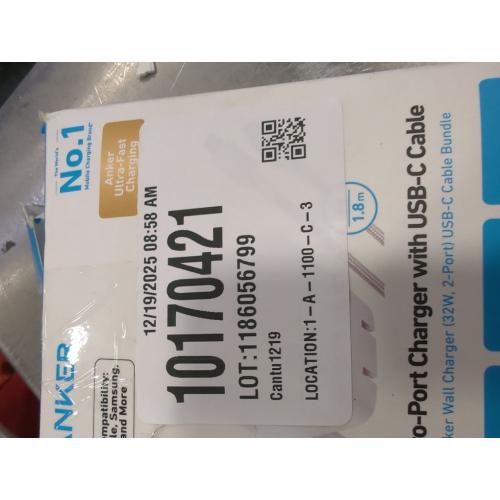 The World's
No.1
Mobile Charging Brand*
Anker
Ultra-Fast
Charging
12/19/2025 08:58 AM
10170421
LOT:1186056799
Cantu1219
LOCATION:1-A-1100-C-3
1.8m
o-Port Charger with USB-C Cable
ker Wall Charger (32W, 2-Port) USB-C Cable Bundle
ANKER
ompatibility:
le, Samsung,
and More